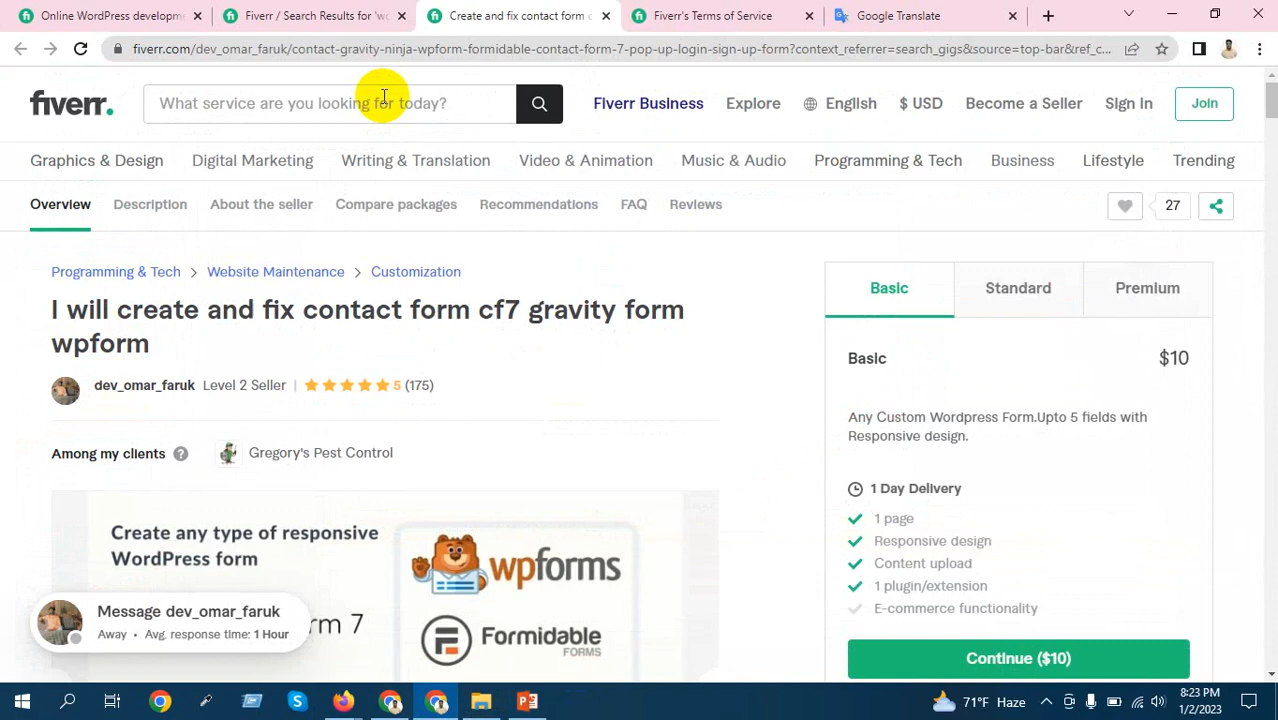 Online WordPress developm
Fiverr / Search Results for 'wo
Create and fix contact form c
Fiverr's Terms of Service
Google Translate
fiverr.com/dev_omar_faruk/contact-gravity-ninja-wpform-formidable-contact-form-7-pop-up-login-sign-up-form?context_referrer=search_gigs&source=top-bar&ref_c...
fiverr.
What service are you looking for today?
Fiverr Business
Explore
English
$ USD
Become a Seller
Sign In
Join
Graphics & Design
Digital Marketing
Writing & Translation
Video & Animation
Music & Audio
Programming & Tech
Business
Lifestyle
Trending
Overview
Description
About the seller
Compare packages
Recommendations
FAQ
Reviews
27
Programming & Tech > Website Maintenance > Customization
I will create and fix contact form cf7 gravity form
wpform
dev_omar_faruk Level 2 Seller | 5 (175)
Among my clients ? Gregory's Pest Control
Create any type of responsive
WordPress form
wpforms
rm 7
Formidable
FORMS
Message dev_omar_faruk
Away • Avg. response time: 1 Hour
Basic
Standard
Premium
Basic $10
Any Custom Wordpress Form.Upto 5 fields with
Responsive design.
1 Day Delivery
1 page
Responsive design
Content upload
1 plugin/extension
E-commerce functionality
Continue ($10)
71°F Haze
8:23 PM
1/2/2023